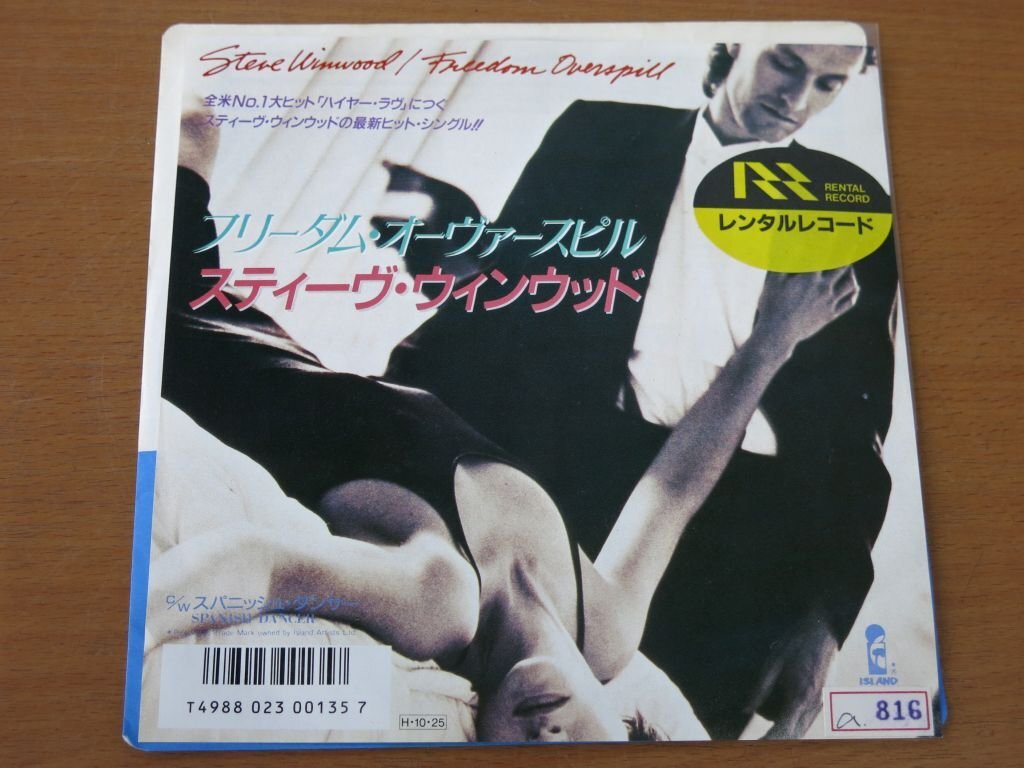 Steve Winwood / Freedom Overspill
全米No.1大ヒット「ハイヤー・ラヴ」につぐ
スティーヴ・ウィンウッドの最新ヒット・シングル!!
RENTAL
RECORD
レンタルレコード
フリーダム・オーヴァースピル
スティーヴ・ウィンウッド
C/W スパニッシュ・ダンサー
SPANISH DANCER
Trade Mark owned by Island Artists Ltd.
T4988 023 00135 7
H・10・25
ISLAND
a. 816